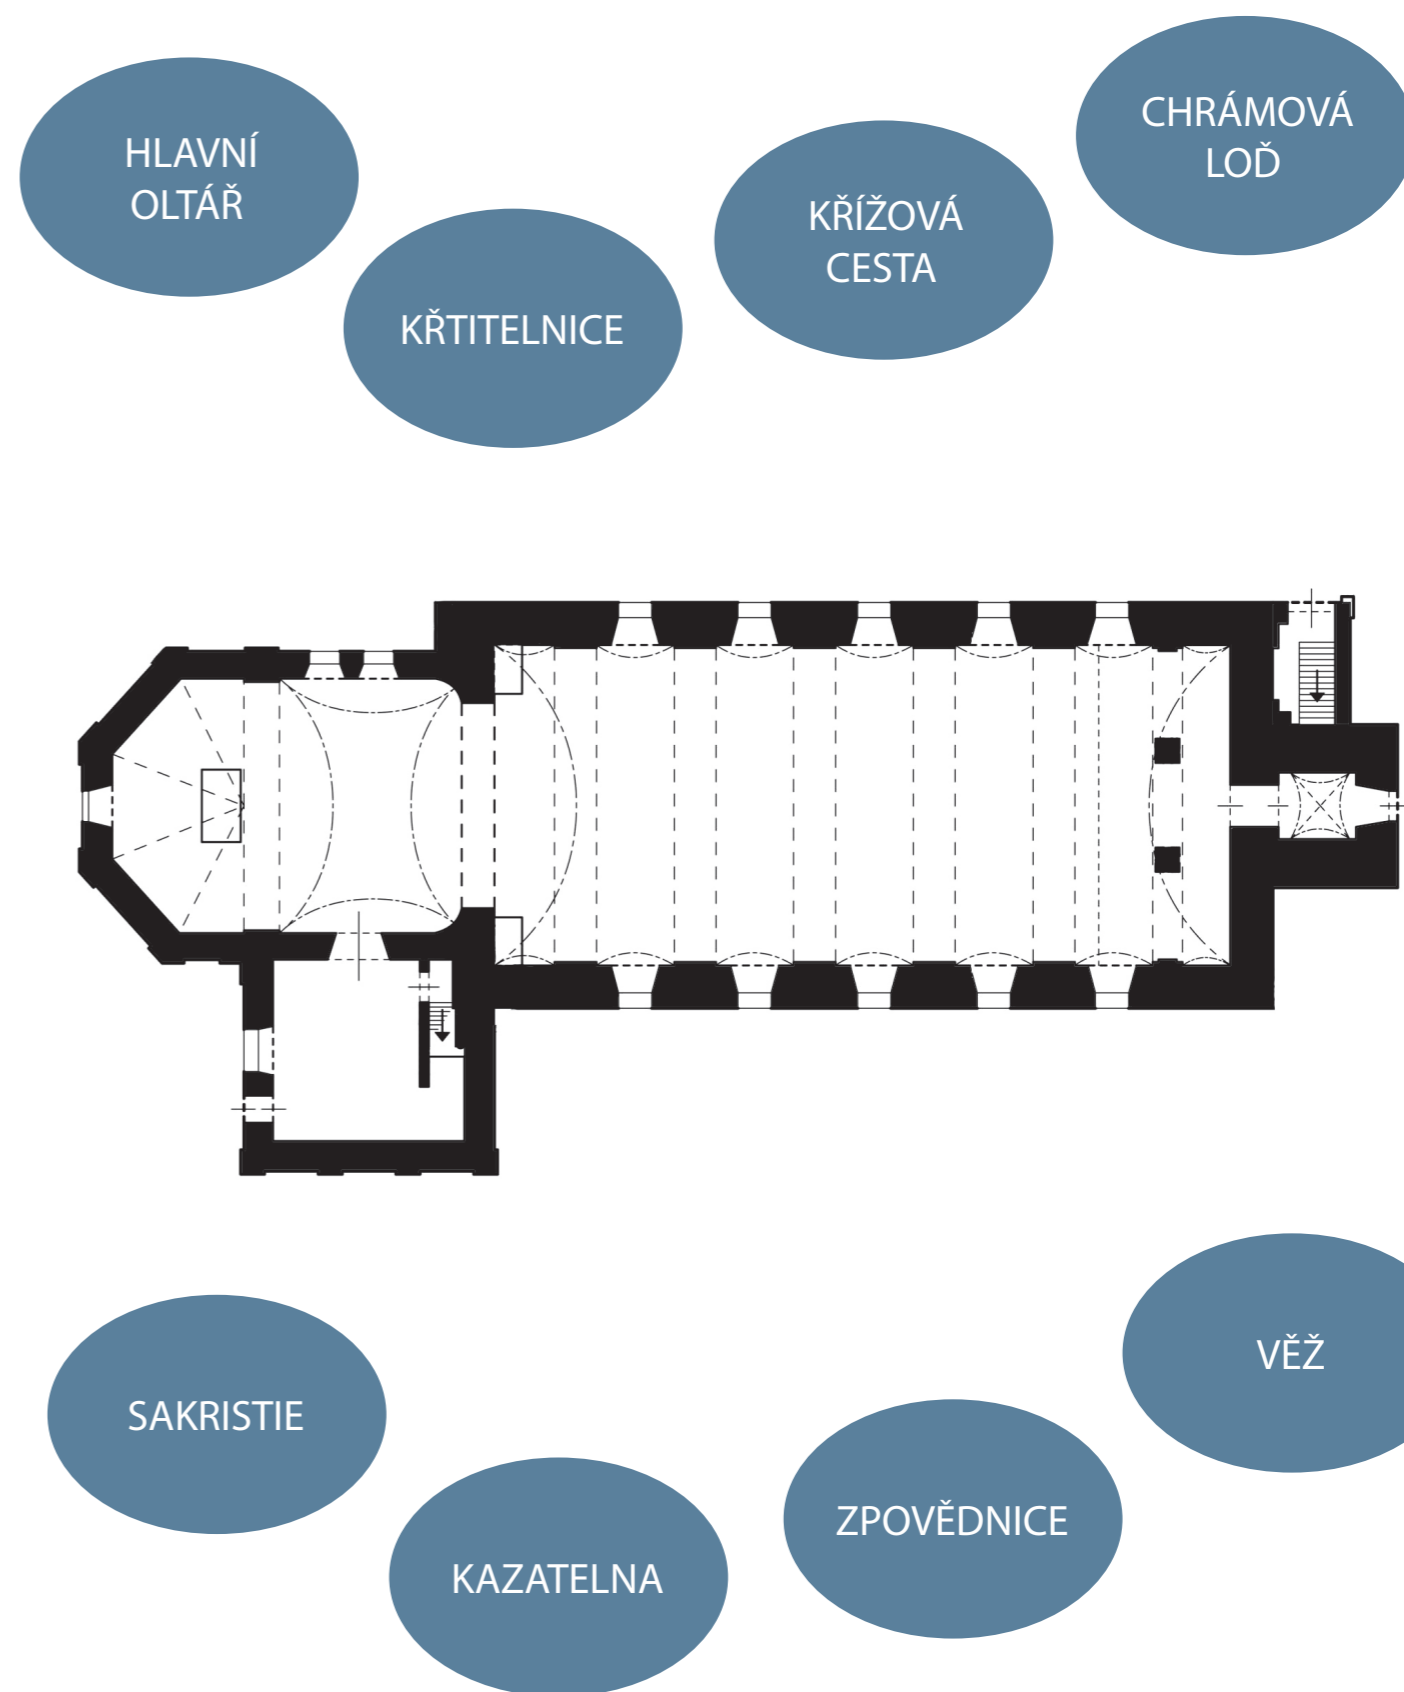 HLAVNÍ
OLTÁŘ
KŘTITELNICE
KŘÍŽOVÁ
CESTA
CHRÁMOVÁ
LOĎ
SAKRISTIE
KAZATELNA
ZPOVĚDNICE
VĚŽ